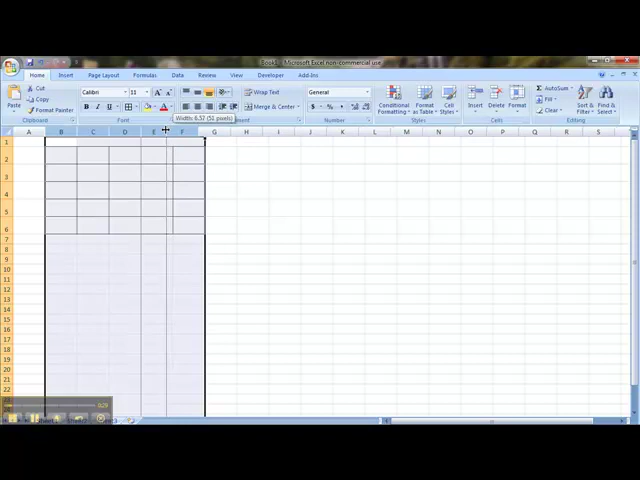 Book1 - Microsoft Excel non-commercial use
Home Insert Page Layout Formulas Data Review View Developer Add-Ins
Paste
Cut
Copy
Format Painter
Clipboard
Calibri 11
B I U
Font
Wrap Text
Merge & Center
General
Conditional Formatting
Format as Table
Cell Styles
Insert Delete Format
Cells
AutoSum
Fill
Clear
Sort & Filter
Find & Select
Width: 6.57 (51 pixels)
A B C D E F G H I J K L M N O P Q R S
1
2
3
4
5
6
7
8
9
10
11
12
13
14
15
16
17
18
19
20
21
22